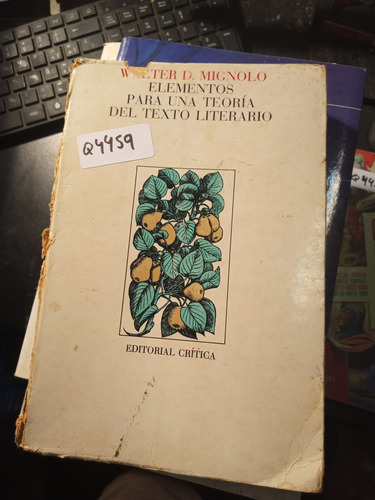 WALTER D. MIGNOLO
ELEMENTOS
PARA UNA TEORÍA
DEL TEXTO LITERARIO
Q4459
EDITORIAL CRÍTICA